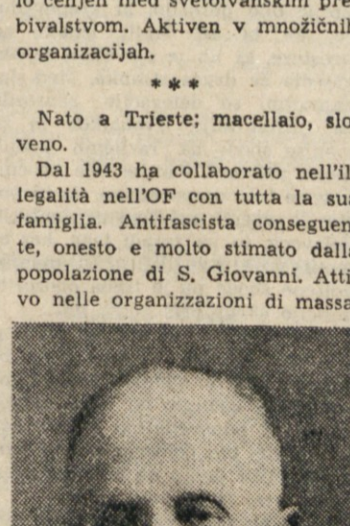 lo cenjen med svetoivanskim pre
bivalstvom. Aktiven v množičnih
organizacijah.
***
Nato a Trieste; macellaio, slo
veno.
Dal 1943 ha collaborato nell'il
legalità nell'OF con tutta la sua
famiglia. Antifascista conseguen
te, onesto e molto stimato dalla
popolazione di S. Giovanni. Atti
vo nelle organizzazioni di massa